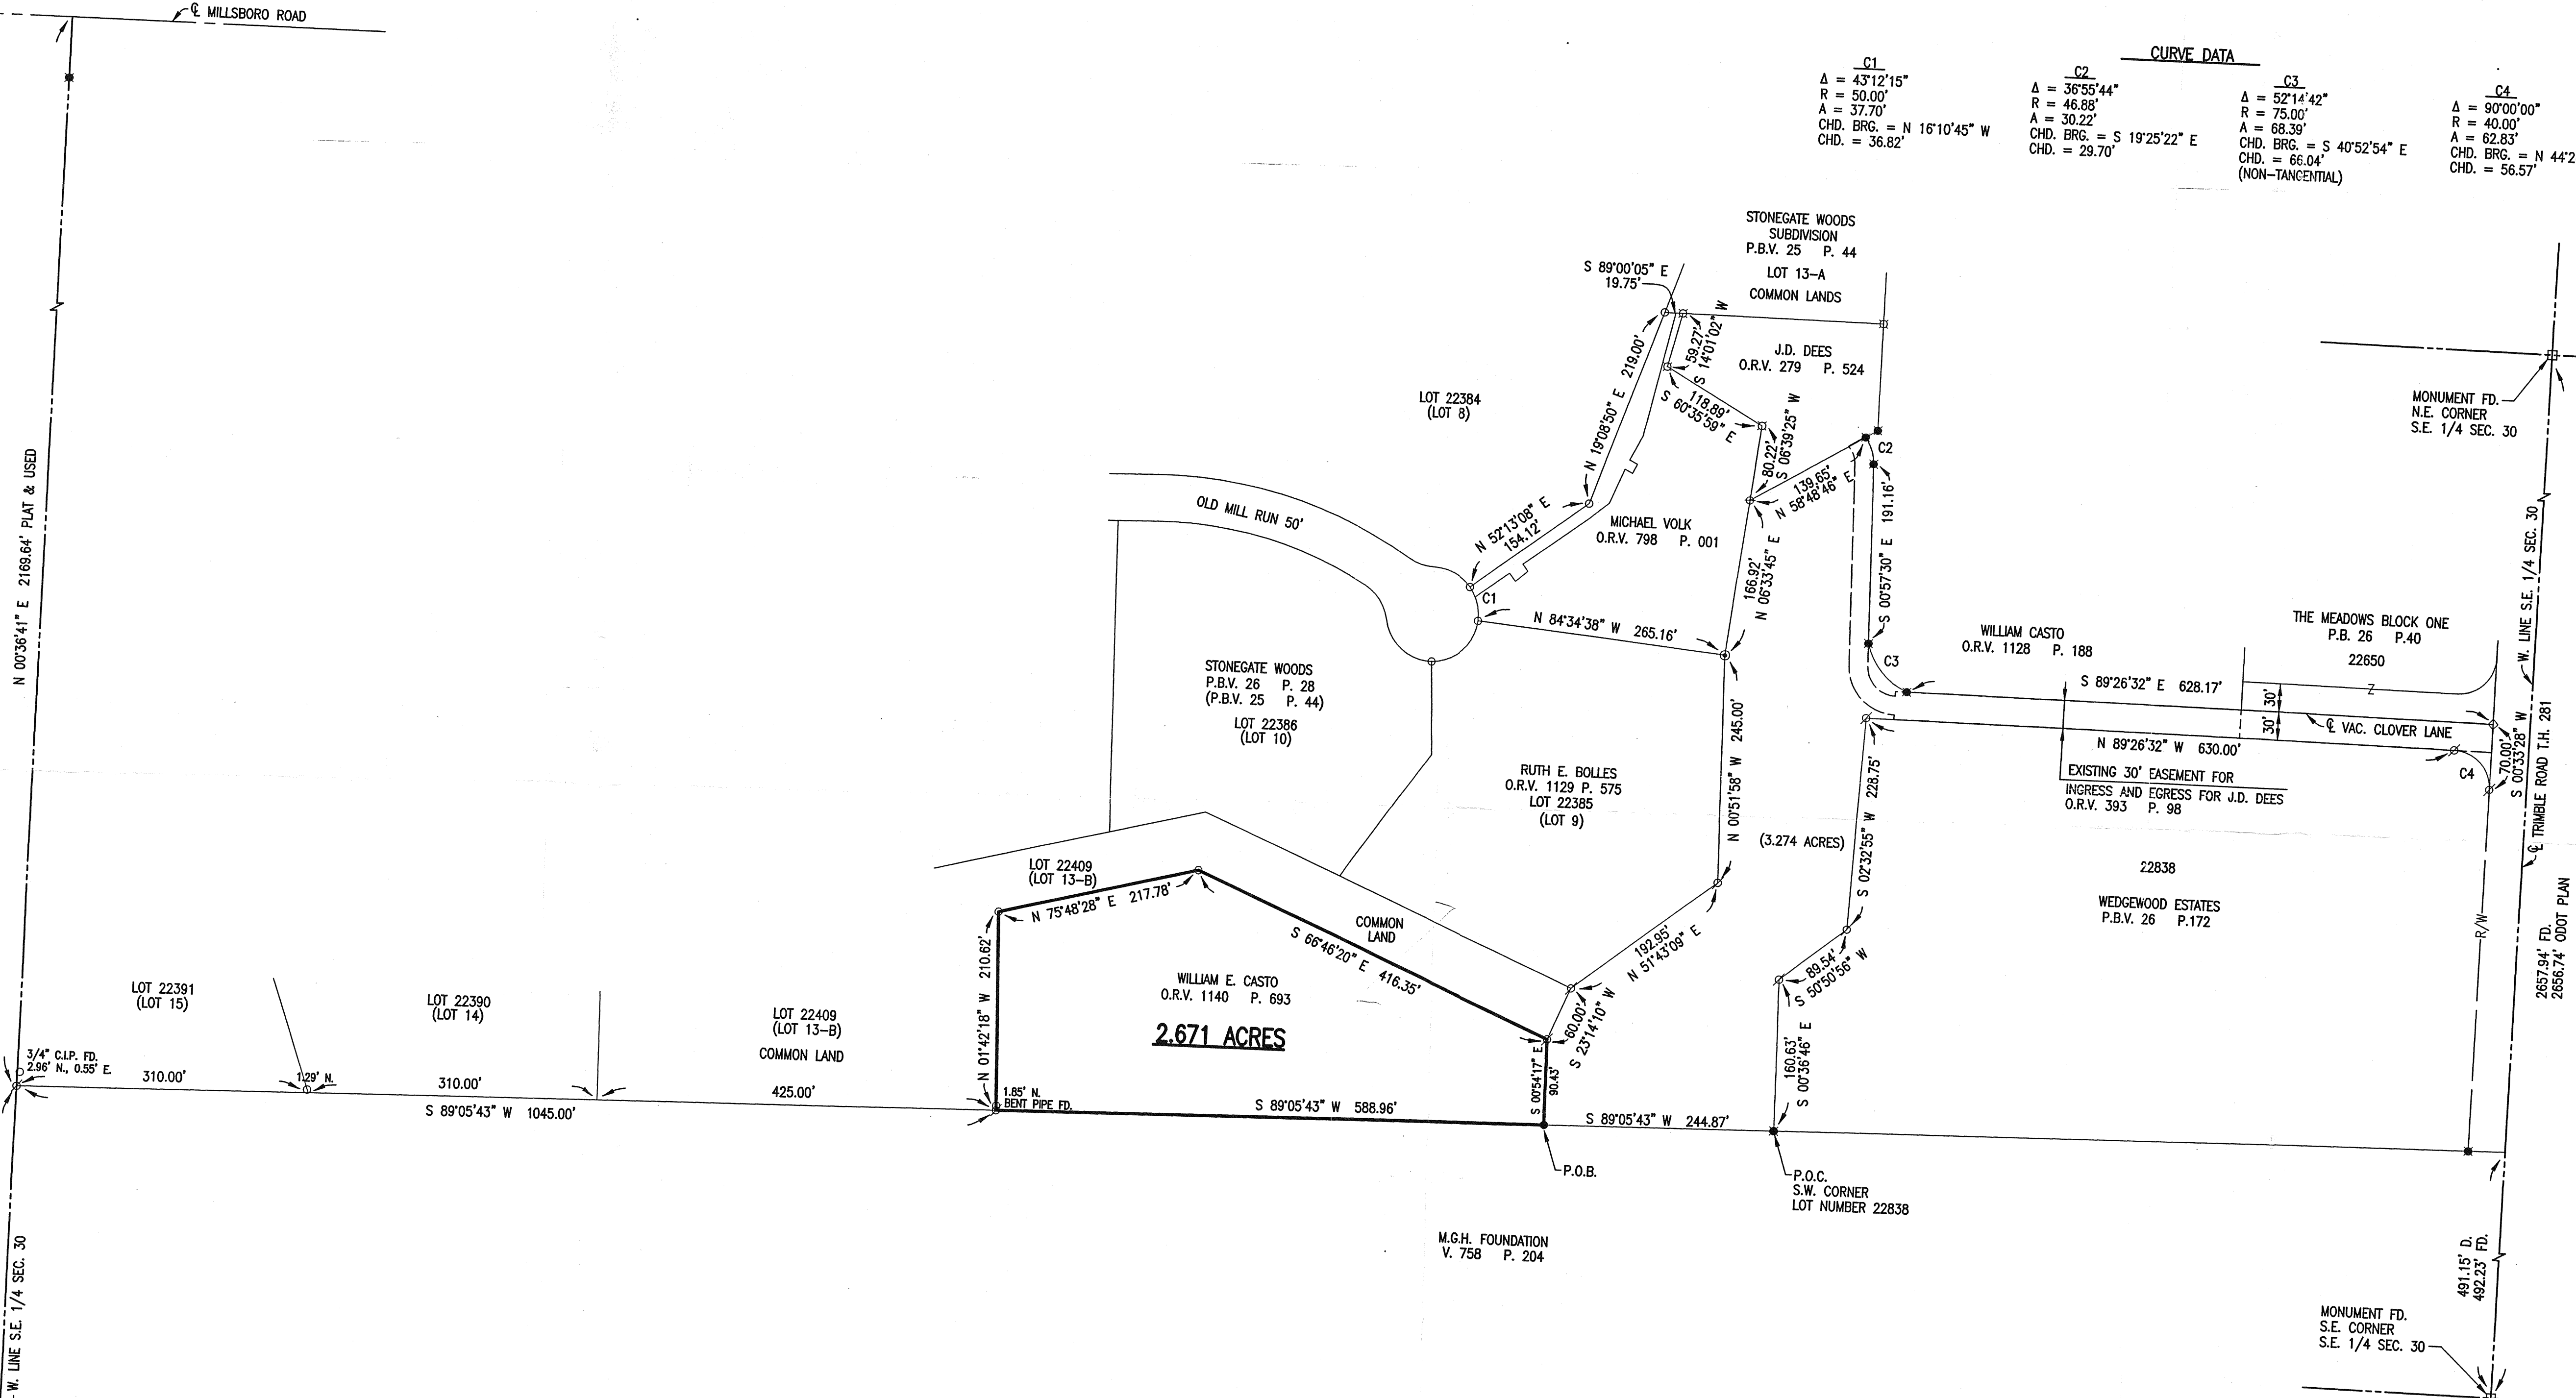 ℄ MILLSBORO ROAD
CURVE DATA
C1
Δ = 43°12'15"
R = 50.00'
A = 37.70'
CHD. BRG. = N 16°10'45" W
CHD. = 36.82'
C2
Δ = 36°55'44"
R = 46.88'
A = 30.22'
CHD. BRG. = S 19°25'22" E
CHD. = 29.70'
C3
Δ = 52°14'42"
R = 75.00'
A = 68.39'
CHD. BRG. = S 40°52'54" E
CHD. = 66.04'
(NON-TANGENTIAL)
C4
Δ = 90°00'00"
R = 40.00'
A = 62.83'
CHD. BRG. = N 44°2
CHD. = 56.57'
STONEGATE WOODS
SUBDIVISION
P.B.V. 25 P. 44
LOT 13-A
COMMON LANDS
S 89°00'05" E
19.75'
59.27'
S 14°01'02" W
J.D. DEES
O.R.V. 279 P. 524
N 19°08'50" E 219.00'
118.89'
S 60°35'59" E
80.22'
S 06°39'25" W
LOT 22384
(LOT 8)
MONUMENT FD.
N.E. CORNER
S.E. 1/4 SEC. 30
C2
139.65'
N 58°48'46" E
S 00°57'30" E 191.16'
N 00°36'41" E 2169.64' PLAT & USED
OLD MILL RUN 50'
N 52°13'08" E
154.12'
MICHAEL VOLK
O.R.V. 798 P. 001
166.92'
N 06°33'45" E
C1
N 84°34'38" W 265.16'
C3
WILLIAM CASTO
O.R.V. 1128 P. 188
THE MEADOWS BLOCK ONE
P.B. 26 P.40
22650
W. LINE S.E. 1/4 SEC. 30
STONEGATE WOODS
P.B.V. 26 P. 28
(P.B.V. 25 P. 44)
LOT 22386
(LOT 10)
S 89°26'32" E 628.17'
Z
30'
30'
℄ VAC. CLOVER LANE
N 89°26'32" W 630.00'
C4
70.00'
S 00°33'28" W
℄ TRIMBLE ROAD T.H. 281
EXISTING 30' EASEMENT FOR
INGRESS AND EGRESS FOR J.D. DEES
O.R.V. 393 P. 98
RUTH E. BOLLES
O.R.V. 1129 P. 575
LOT 22385
(LOT 9)
N 00°51'58" W 245.00'
(3.274 ACRES)
S 02°32'55" W 228.75'
22838
WEDGEWOOD ESTATES
P.B.V. 26 P.172
R/W
2657.94' FD.
2656.74' ODOT PLAN
LOT 22409
(LOT 13-B)
N 75°48'28" E 217.78'
COMMON
LAND
S 66°46'20" E 416.35'
192.95'
N 51°43'09" E
89.54'
S 50°50'56" W
N 01°42'18" W 210.62'
WILLIAM E. CASTO
O.R.V. 1140 P. 693
2.671 ACRES
60.00'
S 23°14'10" W
S 00°54'17" E
90.43'
160.63'
S 00°36'46" E
LOT 22391
(LOT 15)
LOT 22390
(LOT 14)
LOT 22409
(LOT 13-B)
COMMON LAND
3/4" C.I.P. FD.
2.96' N., 0.55' E.
310.00'
1.29' N.
310.00'
425.00'
S 89°05'43" W 1045.00'
1.85' N.
BENT PIPE FD.
S 89°05'43" W 588.96'
S 89°05'43" W 244.87'
P.O.B.
P.O.C.
S.W. CORNER
LOT NUMBER 22838
M.G.H. FOUNDATION
V. 758 P. 204
W. LINE S.E. 1/4 SEC. 30
491.15' D.
492.23' FD.
MONUMENT FD.
S.E. CORNER
S.E. 1/4 SEC. 30